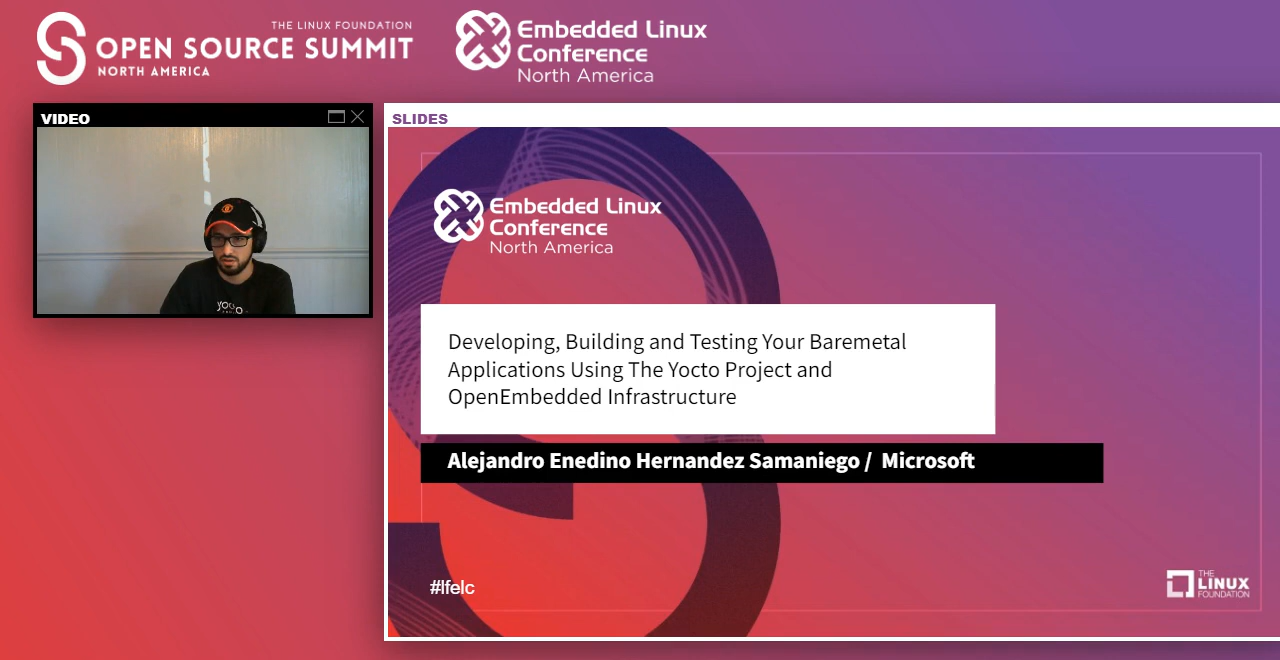 THE LINUX FOUNDATION
OPEN SOURCE SUMMIT
NORTH AMERICA
Embedded Linux
Conference
North America
VIDEO
SLIDES
Embedded Linux
Conference
North America
Developing, Building and Testing Your Baremetal
Applications Using The Yocto Project and
OpenEmbedded Infrastructure
Alejandro Enedino Hernandez Samaniego / Microsoft
#lfelc
THE
LINUX
FOUNDATION
yocto